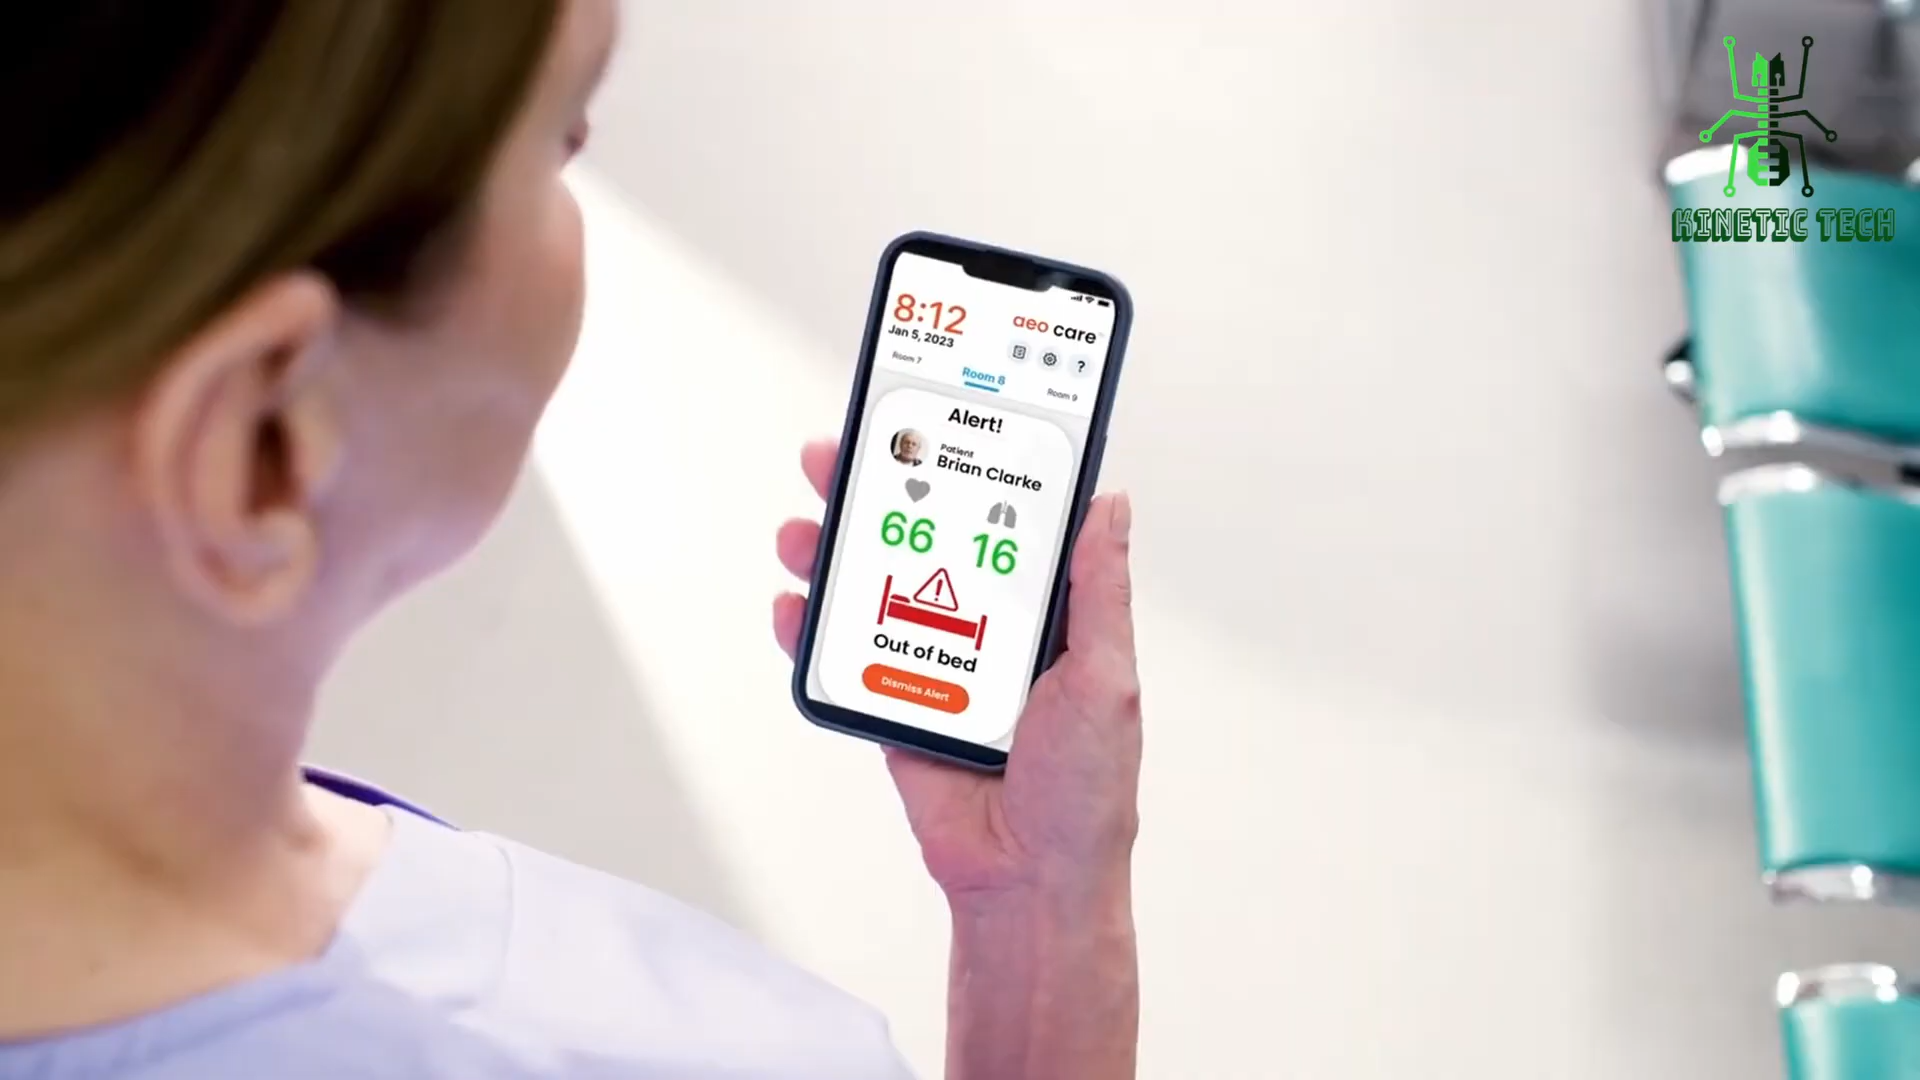 KINETIC TECH
8:12
Jan 5, 2023
aeo care
?
Room 7
Room 8
Room 9
Alert!
Patient
Brian Clarke
66
16
Out of bed
Dismiss Alert